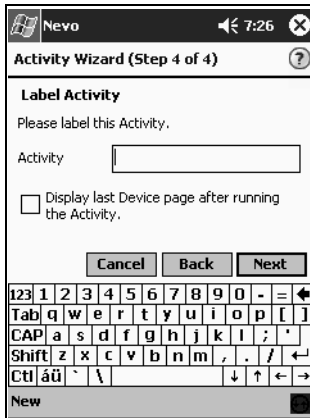 Nevo 7:26
Activity Wizard (Step 4 of 4) ?
Label Activity
Please label this Activity.
Activity
Display last Device page after running
the Activity.
Cancel Back Next
123 1 2 3 4 5 6 7 8 9 0 - =
Tab q w e r t y u i o p [ ]
CAP a s d f g h j k l ; '
Shift z x c v b n m , . /
Ctl áü ` \
New